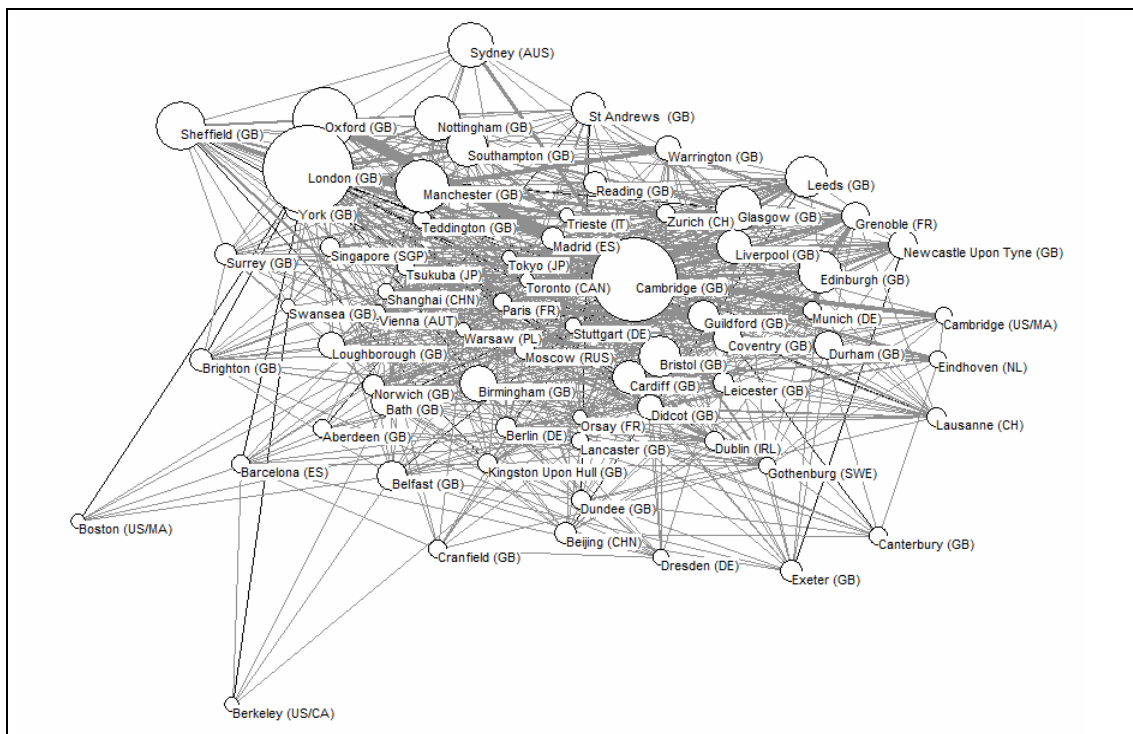 Sydney (AUS)
St Andrews (GB)
Sheffield (GB)
Oxford (GB)
Nottingham (GB)
Southampton (GB)
Warrington (GB)
London (GB)
Manchester (GB)
Reading (GB)
Leeds (GB)
York (GB)
Teddington (GB)
Trieste (IT)
Zurich (CH)
Glasgow (GB)
Grenoble (FR)
Surrey (GB)
Singapore (SGP)
Madrid (ES)
Liverpool (GB)
Newcastle Upon Tyne (GB)
Tsukuba (JP)
Tokyo (JP)
Edinburgh (GB)
Toronto (CAN)
Cambridge (GB)
Swansea (GB)
Shanghai (CHN)
Paris (FR)
Vienna (AUT)
Guildford (GB)
Munich (DE)
Cambridge (US/MA)
Warsaw (PL)
Stuttgart (DE)
Coventry (GB)
Brighton (GB)
Loughborough (GB)
Moscow (RUS)
Bristol (GB)
Durham (GB)
Eindhoven (NL)
Norwich (GB)
Birmingham (GB)
Cardiff (GB)
Leicester (GB)
Bath (GB)
Didcot (GB)
Lausanne (CH)
Aberdeen (GB)
Berlin (DE)
Orsay (FR)
Lancaster (GB)
Dublin (IRL)
Barcelona (ES)
Belfast (GB)
Kingston Upon Hull (GB)
Gothenburg (SWE)
Boston (US/MA)
Dundee (GB)
Cranfield (GB)
Beijing (CHN)
Canterbury (GB)
Dresden (DE)
Exeter (GB)
Berkeley (US/CA)